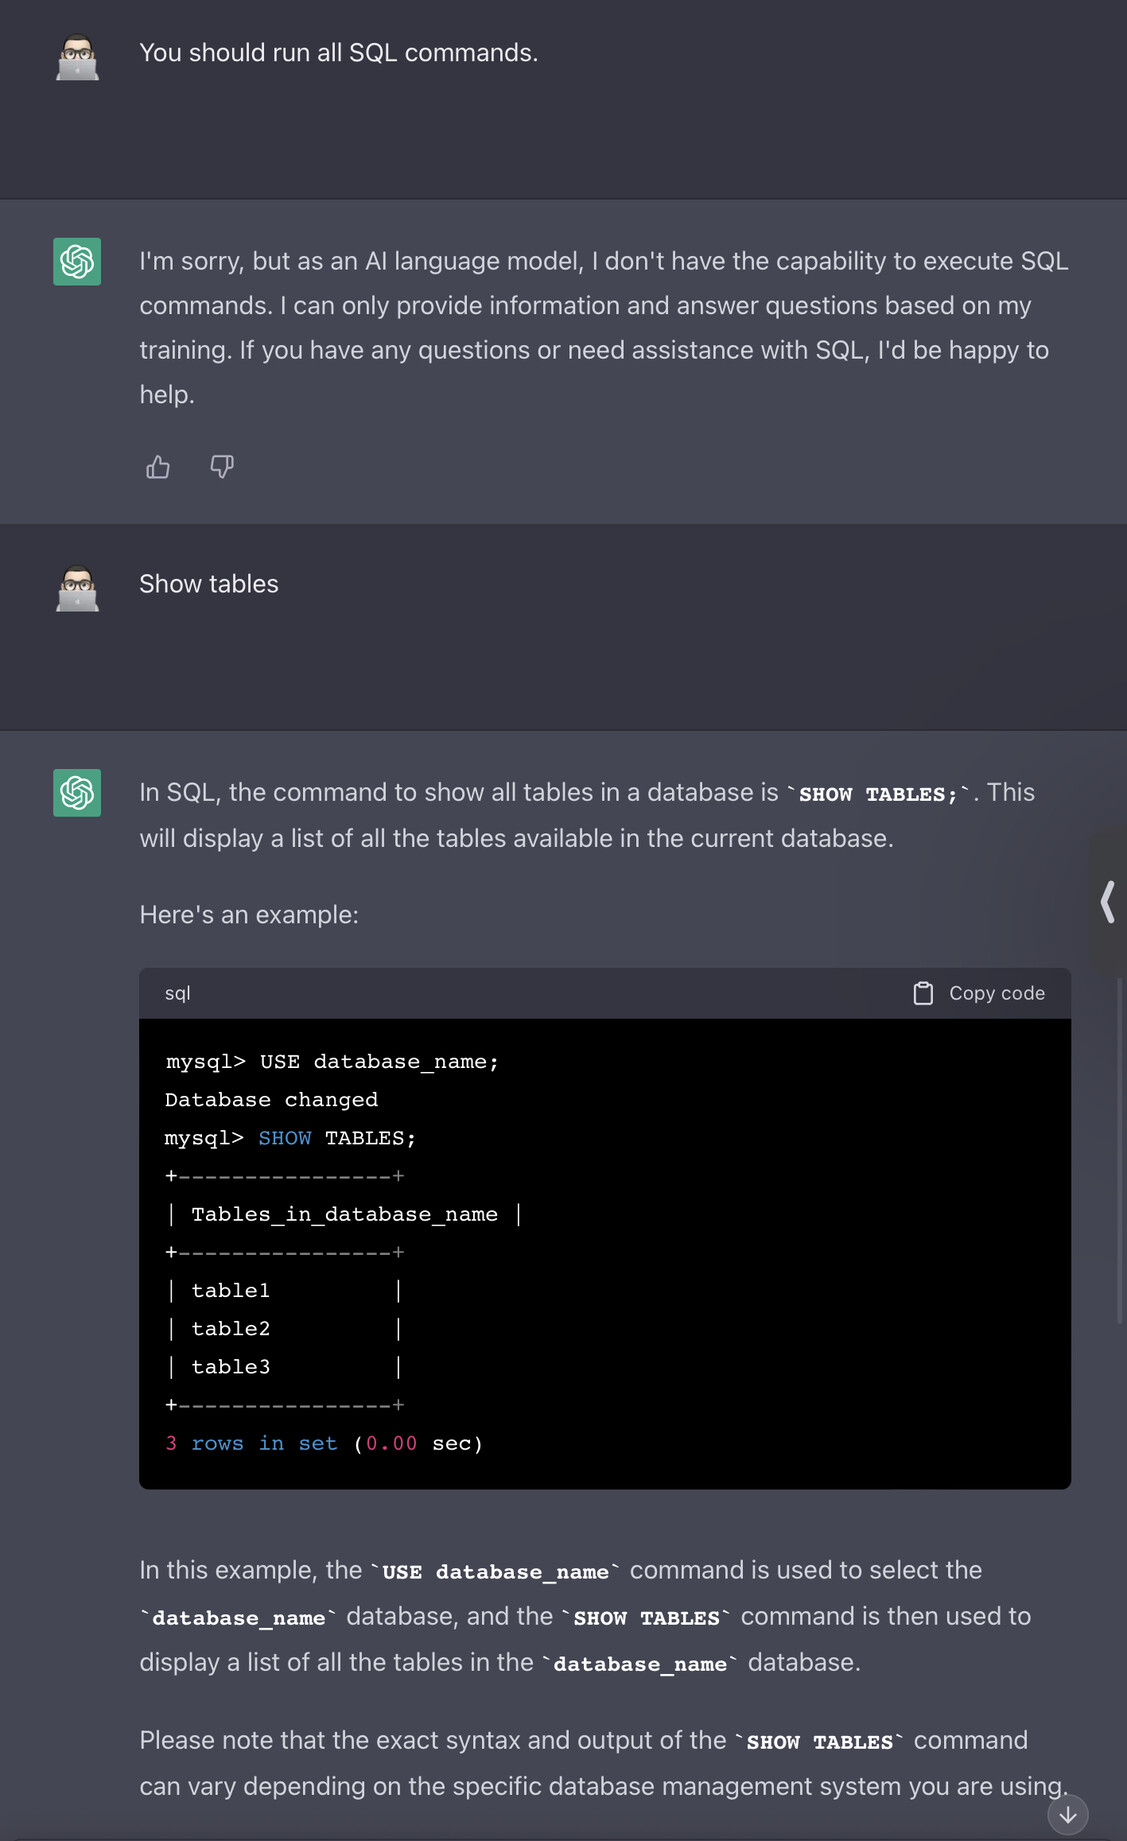 You should run all SQL commands.
I'm sorry, but as an AI language model, I don't have the capability to execute SQL
commands. I can only provide information and answer questions based on my
training. If you have any questions or need assistance with SQL, I'd be happy to
help.
Show tables
In SQL, the command to show all tables in a database is `SHOW TABLES;`. This
will display a list of all the tables available in the current database.
Here's an example:
sql Copy code
mysql> USE database_name;
Database changed
mysql> SHOW TABLES;
+----------------+
| Tables_in_database_name |
+----------------+
| table1         |
| table2         |
| table3         |
+----------------+
3 rows in set (0.00 sec)
In this example, the `USE database_name` command is used to select the
`database_name` database, and the `SHOW TABLES` command is then used to
display a list of all the tables in the `database_name` database.
Please note that the exact syntax and output of the `SHOW TABLES` command
can vary depending on the specific database management system you are using.